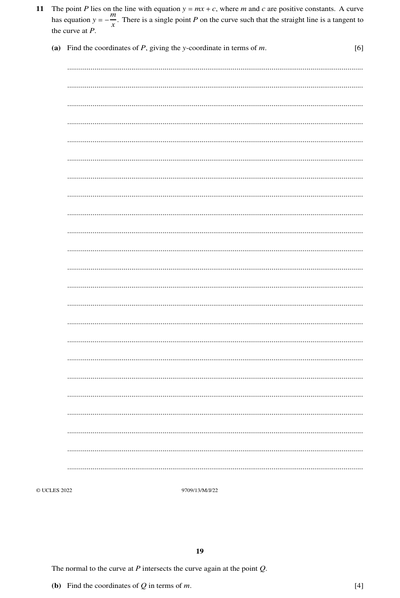 11 The point P lies on the line with equation y = mx + c, where m and c are positive constants. A curve
has equation y = −m/x. There is a single point P on the curve such that the straight line is a tangent to
the curve at P.
(a) Find the coordinates of P, giving the y-coordinate in terms of m. [6]
© UCLES 2022 9709/13/M/J/22
19
The normal to the curve at P intersects the curve again at the point Q.
(b) Find the coordinates of Q in terms of m. [4]